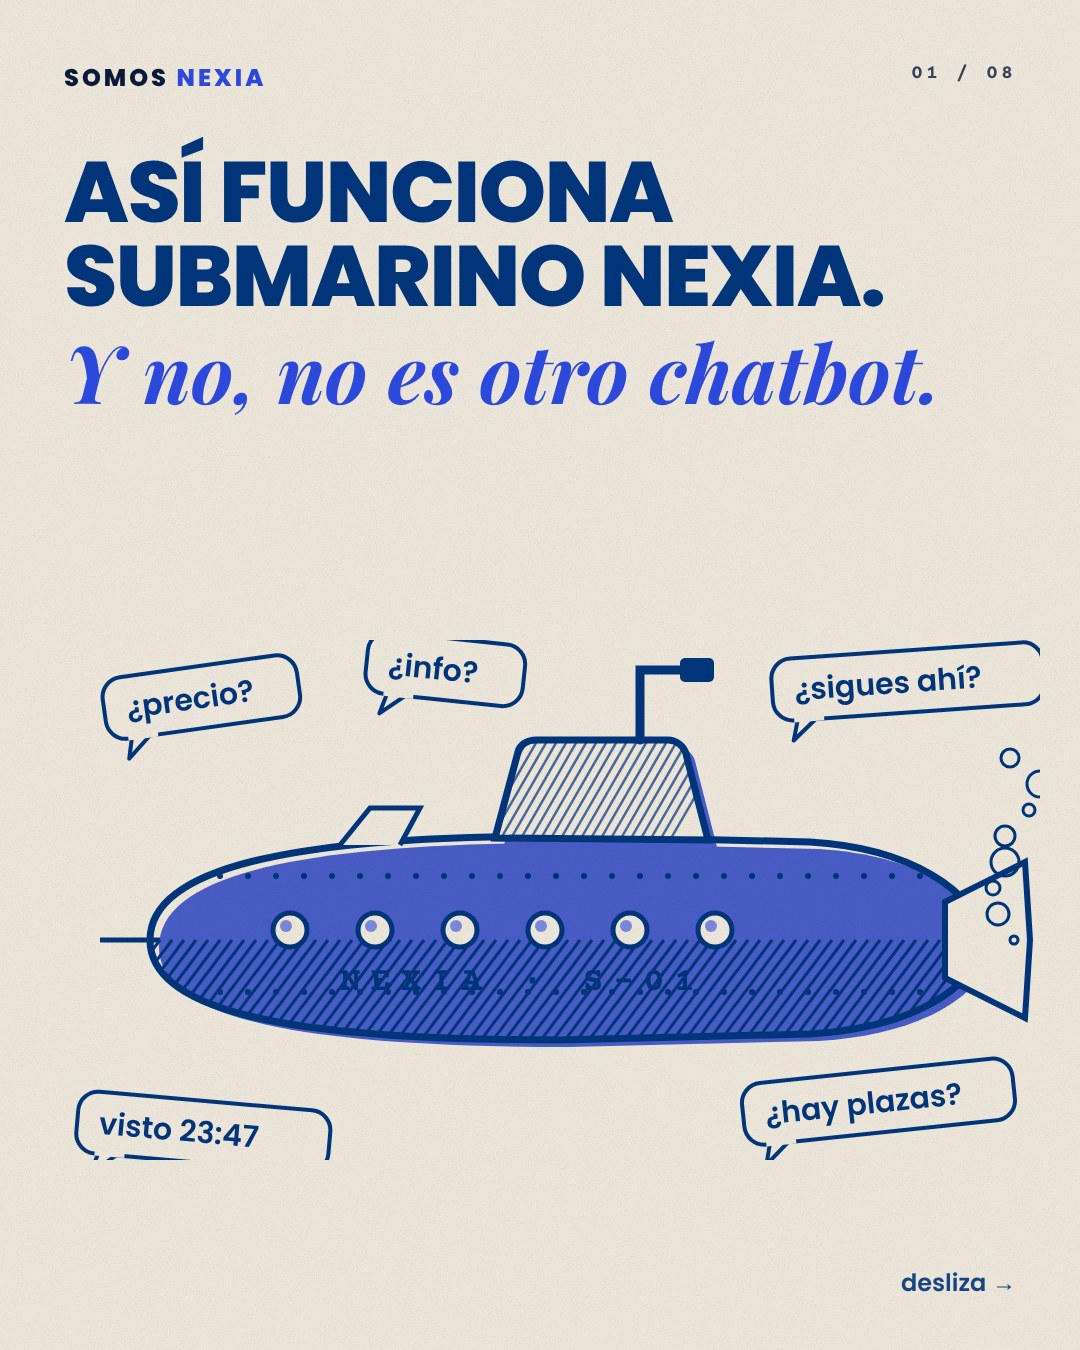 SOMOS NEXIA
01 / 08
ASÍ FUNCIONA
SUBMARINO NEXIA.
Y no, no es otro chatbot.
¿precio?
¿info?
¿sigues ahí?
NEXIA · S-01
visto 23:47
¿hay plazas?
desliza →